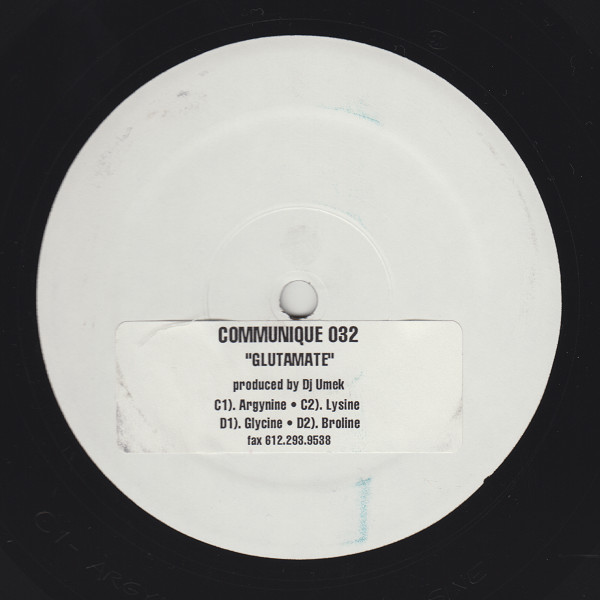 COMMUNIQUE 032
"GLUTAMATE"
produced by Dj Umek
C1). Argynine • C2). Lysine
D1). Glycine • D2). Broline
fax 612.293.9538